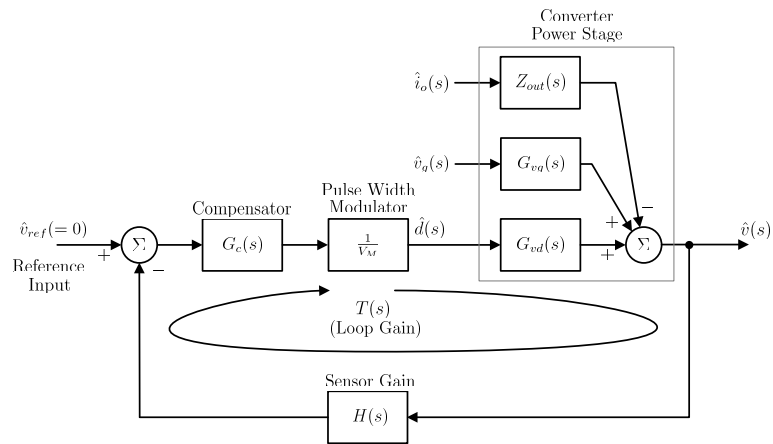 Converter
Power Stage
î_o(s)
Z_out(s)
−
v̂_g(s)
G_vg(s)
+
Pulse Width
Modulator
Compensator
v̂_ref(= 0)
+
Σ
−
G_c(s)
1/V_M
d̂(s)
G_vd(s)
+
Σ
v̂(s)
Reference
Input
T(s)
(Loop Gain)
Sensor Gain
H(s)